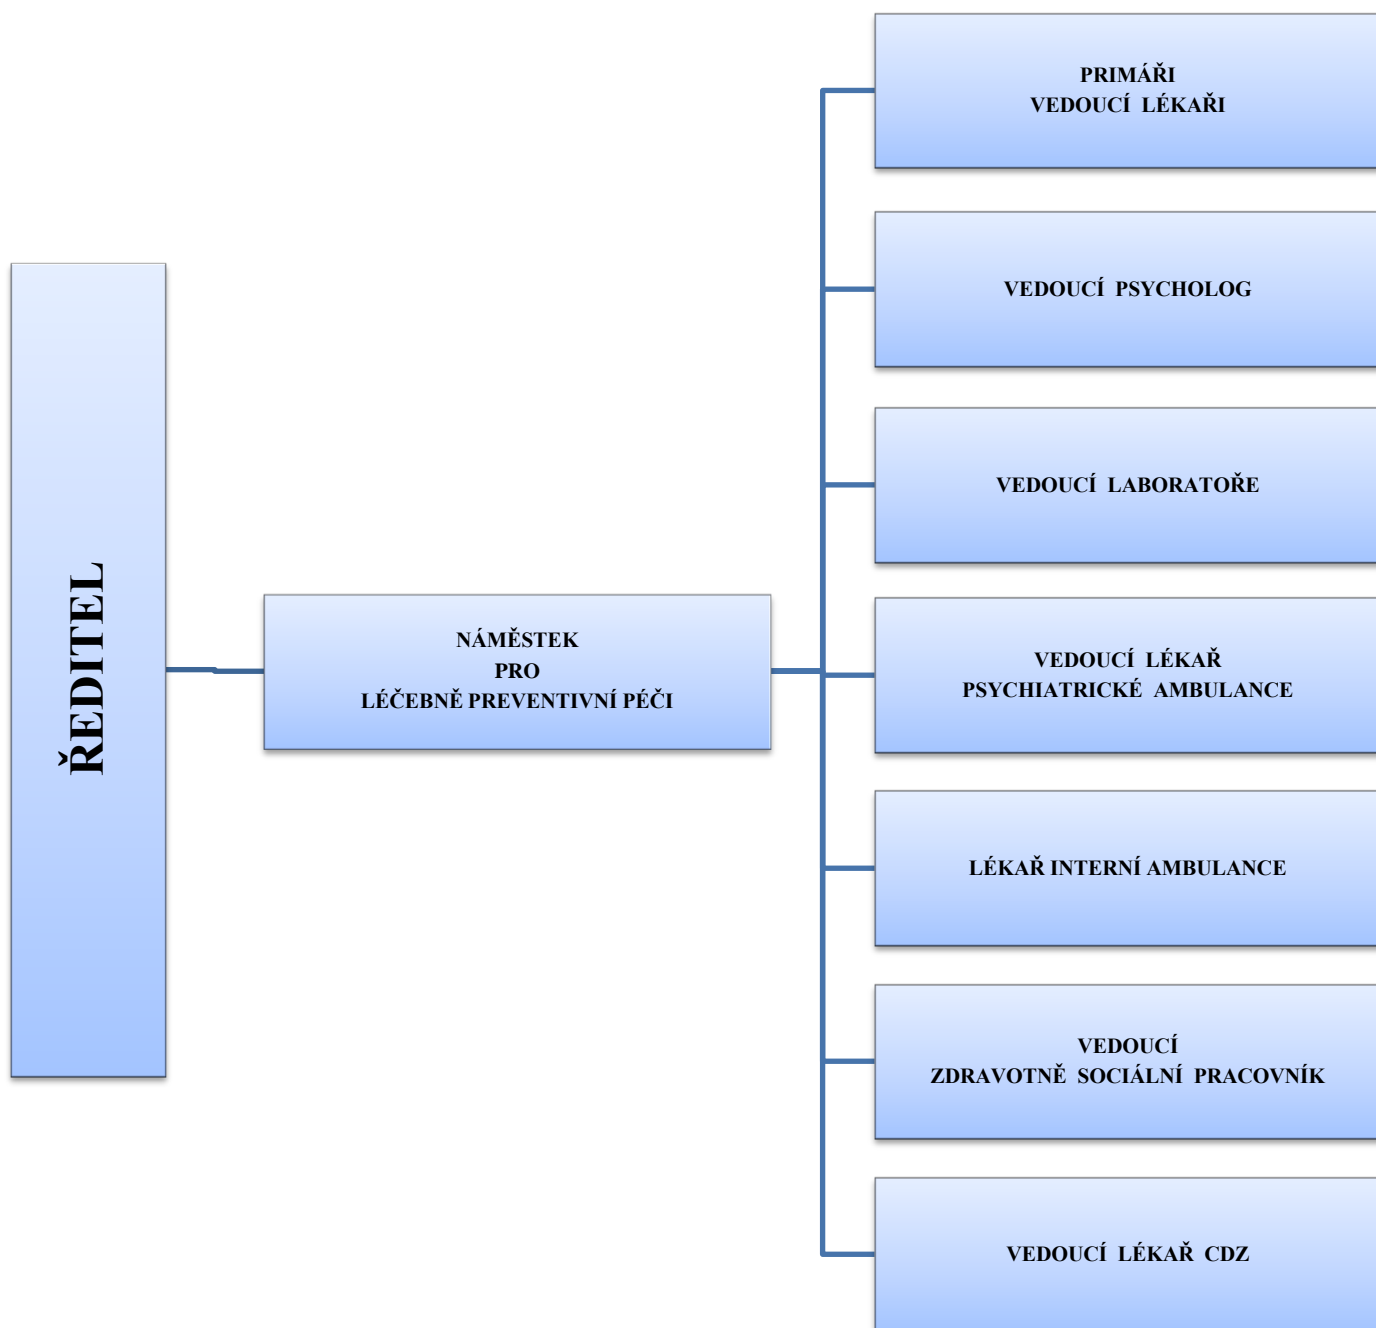 ŘEDITEL
NÁMĚSTEK
PRO
LÉČEBNĚ PREVENTIVNÍ PÉČI
PRIMÁŘI
VEDOUCÍ LÉKAŘI
VEDOUCÍ PSYCHOLOG
VEDOUCÍ LABORATOŘE
VEDOUCÍ LÉKAŘ
PSYCHIATRICKÉ AMBULANCE
LÉKAŘ INTERNÍ AMBULANCE
VEDOUCÍ
ZDRAVOTNĚ SOCIÁLNÍ PRACOVNÍK
VEDOUCÍ LÉKAŘ CDZ